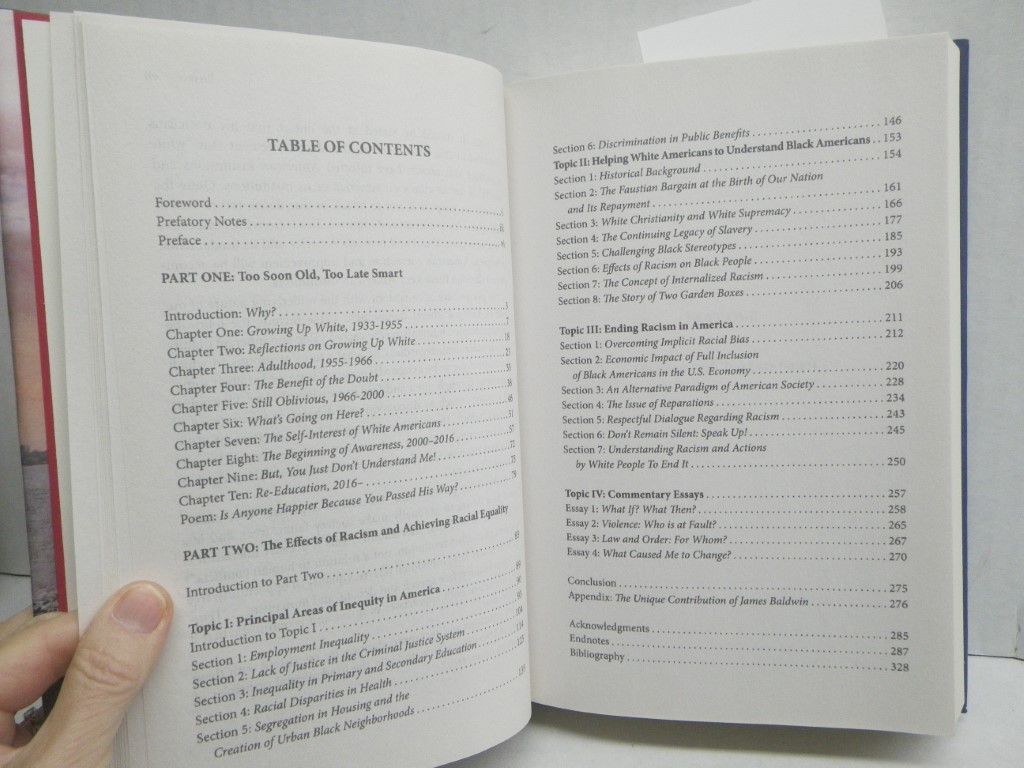 TABLE OF CONTENTS
Foreword
Prefatory Notes
Preface
PART ONE: Too Soon Old, Too Late Smart
Introduction: Why? 3
Chapter One: Growing Up White, 1933-1955 7
Chapter Two: Reflections on Growing Up White
Chapter Three: Adulthood, 1955-1966
Chapter Four: The Benefit of the Doubt
Chapter Five: Still Oblivious, 1966-2000
Chapter Six: What's Going on Here?
Chapter Seven: The Self-Interest of White Americans
Chapter Eight: The Beginning of Awareness, 2000–2016
Chapter Nine: But, You Just Don't Understand Me!
Chapter Ten: Re-Education, 2016–
Poem: Is Anyone Happier Because You Passed His Way?
PART TWO: The Effects of Racism and Achieving Racial Equality
Introduction to Part Two
Topic I: Principal Areas of Inequity in America
Introduction to Topic I
Section 1: Employment Inequality
Section 2: Lack of Justice in the Criminal Justice System
Section 3: Inequality in Primary and Secondary Education
Section 4: Racial Disparities in Health
Section 5: Segregation in Housing and the
Creation of Urban Black Neighborhoods
Section 6: Discrimination in Public Benefits 146
Topic II: Helping White Americans to Understand Black Americans 153
Section 1: Historical Background 154
Section 2: The Faustian Bargain at the Birth of Our Nation
and Its Repayment 161
Section 3: White Christianity and White Supremacy 166
Section 4: The Continuing Legacy of Slavery 177
Section 5: Challenging Black Stereotypes 185
Section 6: Effects of Racism on Black People 193
Section 7: The Concept of Internalized Racism 199
Section 8: The Story of Two Garden Boxes 206
Topic III: Ending Racism in America 211
Section 1: Overcoming Implicit Racial Bias 212
Section 2: Economic Impact of Full Inclusion
of Black Americans in the U.S. Economy 220
Section 3: An Alternative Paradigm of American Society 228
Section 4: The Issue of Reparations 234
Section 5: Respectful Dialogue Regarding Racism 243
Section 6: Don't Remain Silent: Speak Up! 245
Section 7: Understanding Racism and Actions
by White People To End It 250
Topic IV: Commentary Essays 257
Essay 1: What If? What Then? 258
Essay 2: Violence: Who is at Fault? 265
Essay 3: Law and Order: For Whom? 267
Essay 4: What Caused Me to Change? 270
Conclusion 275
Appendix: The Unique Contribution of James Baldwin 276
Acknowledgments 285
Endnotes 287
Bibliography 328